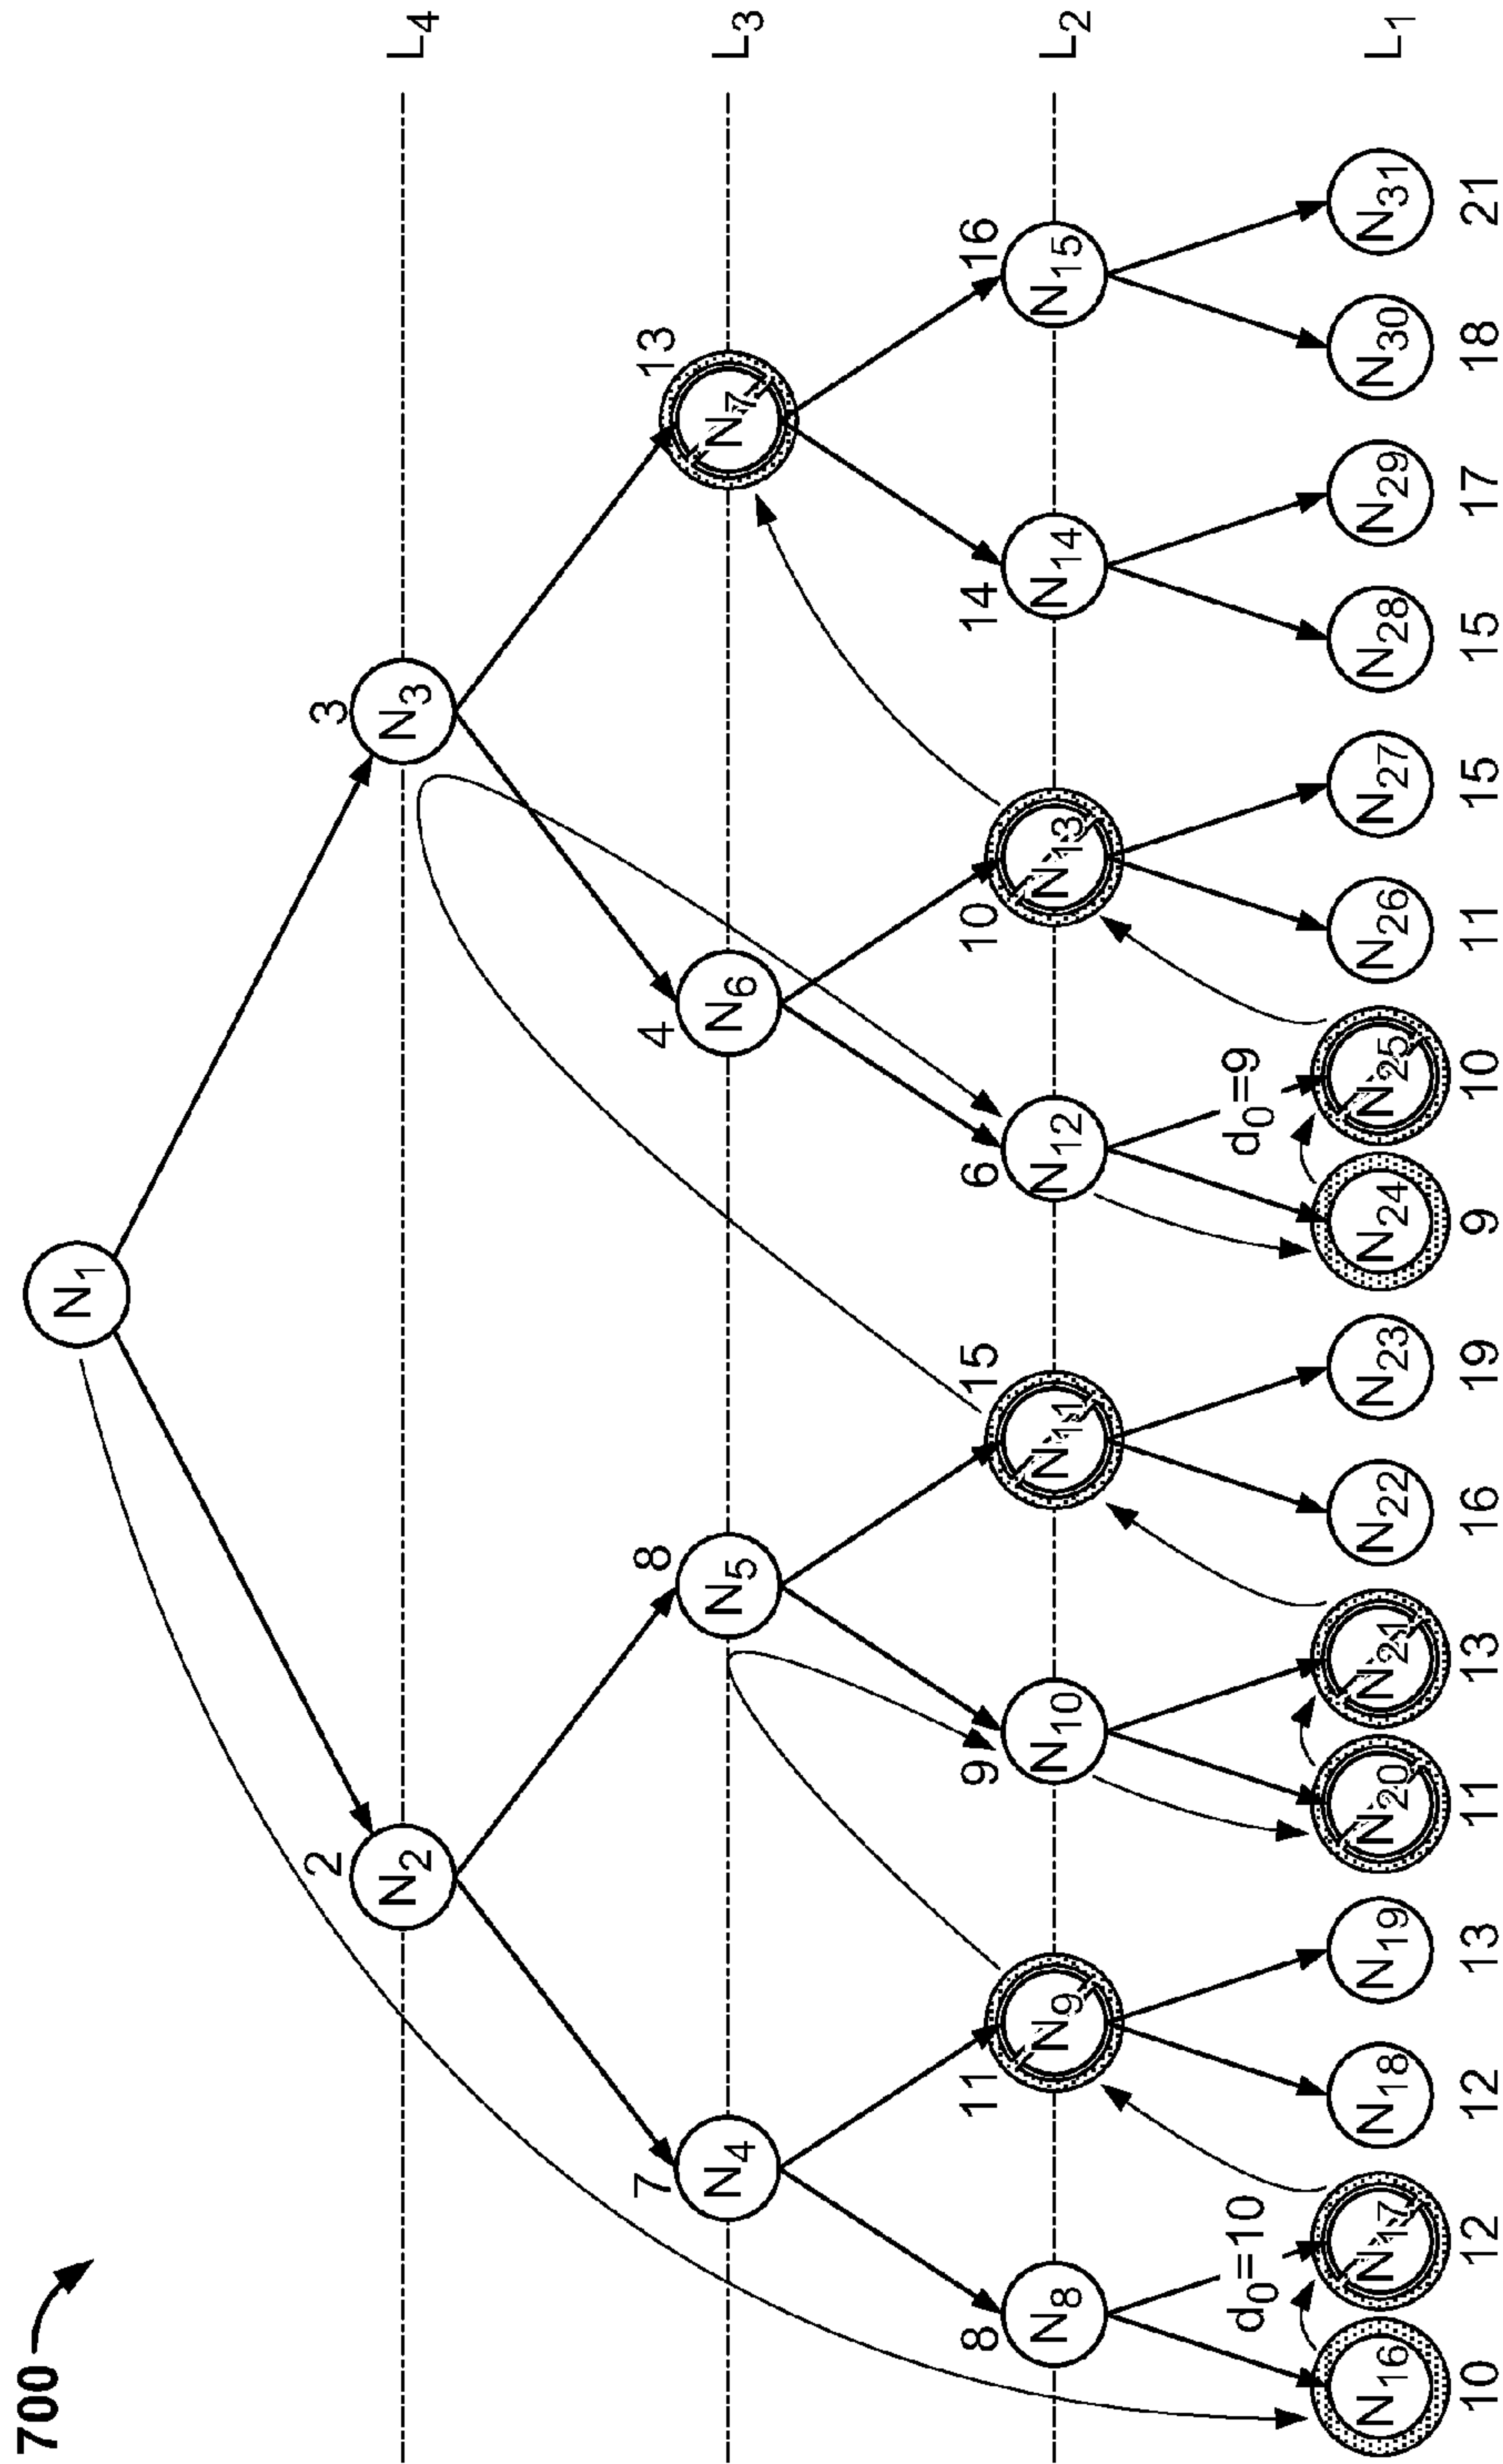 700
N1
2
N2
3
N3
L4
7
N4
8
N5
4
N6
13
N7
L3
8
N8
11
N9
9
N10
15
N11
6
N12
10
N13
14
N14
16
N15
L2
d0=10
d0=9
N16 N17 N18 N19 N20 N21 N22 N23 N24 N25 N26 N27 N28 N29 N30 N31 L1
10 12 12 13 11 13 16 19 9 10 11 15 15 17 18 21